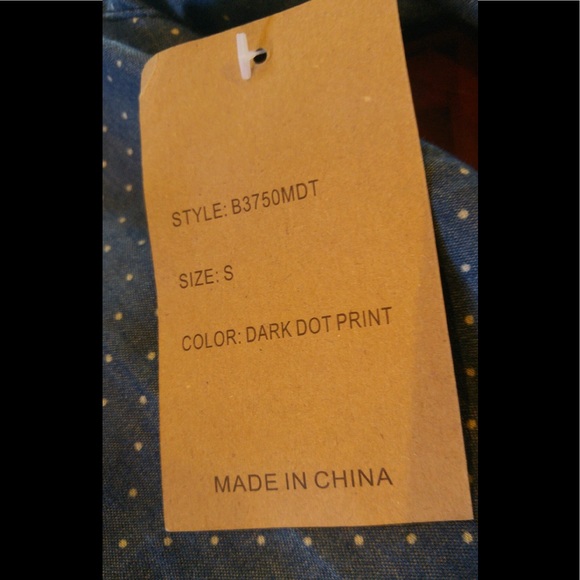 STYLE: B3750MDT
SIZE: S
COLOR: DARK DOT PRINT
MADE IN CHINA